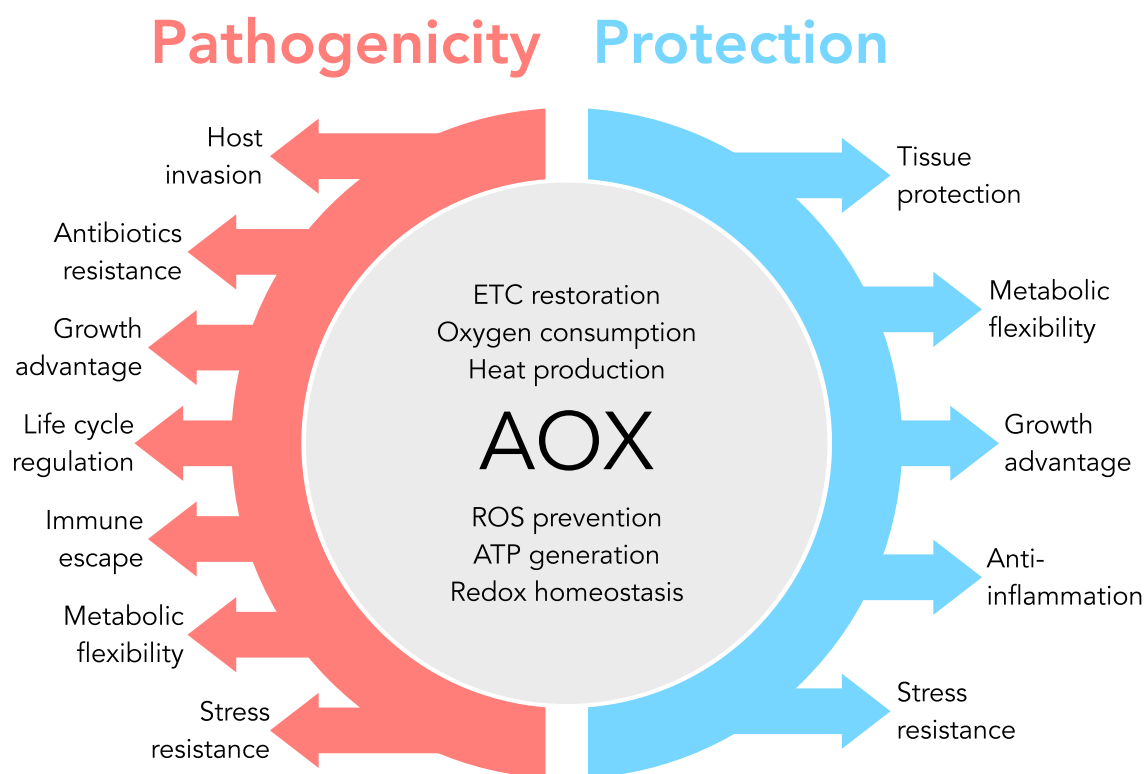 Pathogenicity
Protection
Host
invasion
Antibiotics
resistance
Growth
advantage
Life cycle
regulation
Immune
escape
Metabolic
flexibility
Stress
resistance
ETC restoration
Oxygen consumption
Heat production
AOX
ROS prevention
ATP generation
Redox homeostasis
Tissue
protection
Metabolic
flexibility
Growth
advantage
Anti-
inflammation
Stress
resistance